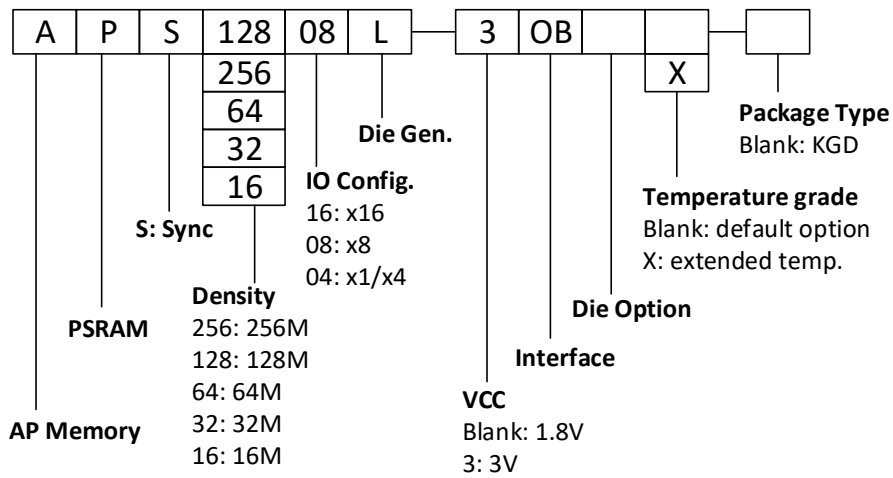 A P S 128 08 L 3 OB
256 X
64
32
16
Package Type
Blank: KGD
Die Gen.
IO Config.
16: x16
08: x8
04: x1/x4
Temperature grade
Blank: default option
X: extended temp.
S: Sync
Density
256: 256M
128: 128M
64: 64M
32: 32M
16: 16M
Die Option
PSRAM
Interface
VCC
Blank: 1.8V
3: 3V
AP Memory